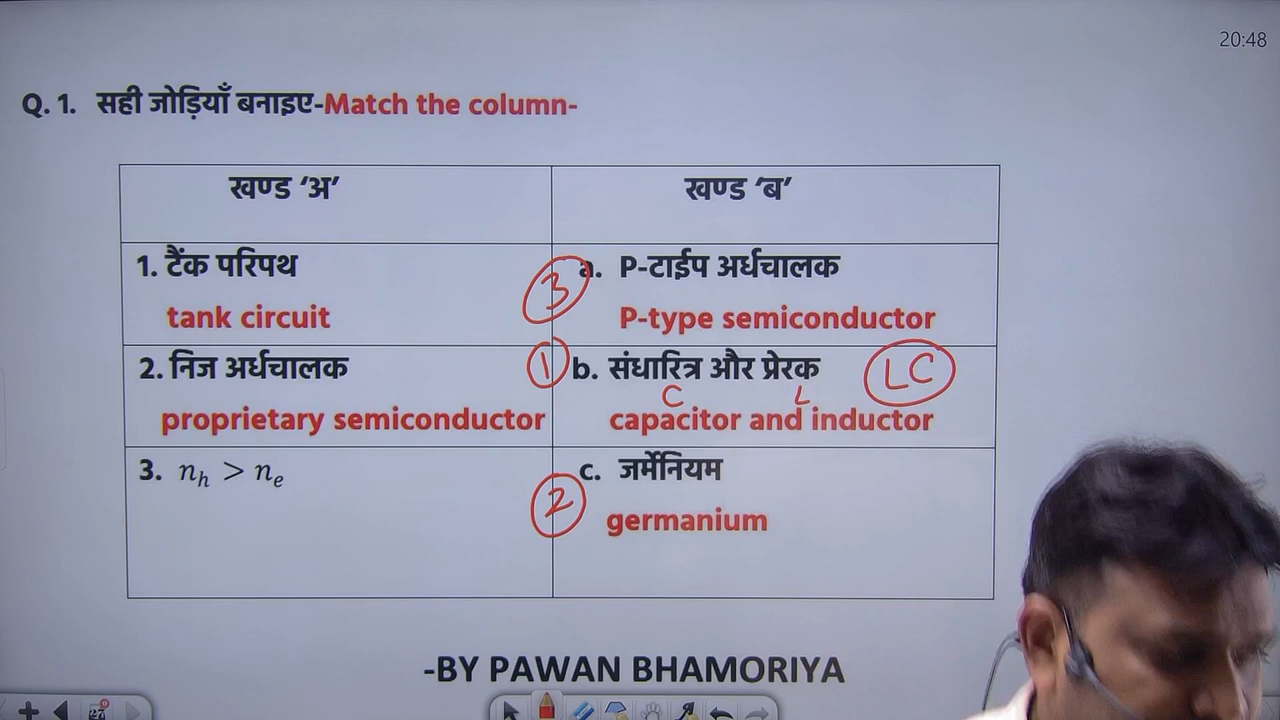 20:48
Q. 1. सही जोड़ियाँ बनाइए-Match the column-
खण्ड ‘अ’
खण्ड ‘ब’
1. टैंक परिपथ
tank circuit
3
a. P-टाईप अर्धचालक
P-type semiconductor
2. निज अर्धचालक
proprietary semiconductor
1
b. संधारित्र और प्रेरक
LC
C
L
capacitor and inductor
3. nₕ > nₑ
2
c. जर्मेनियम
germanium
-BY PAWAN BHAMORIYA
27